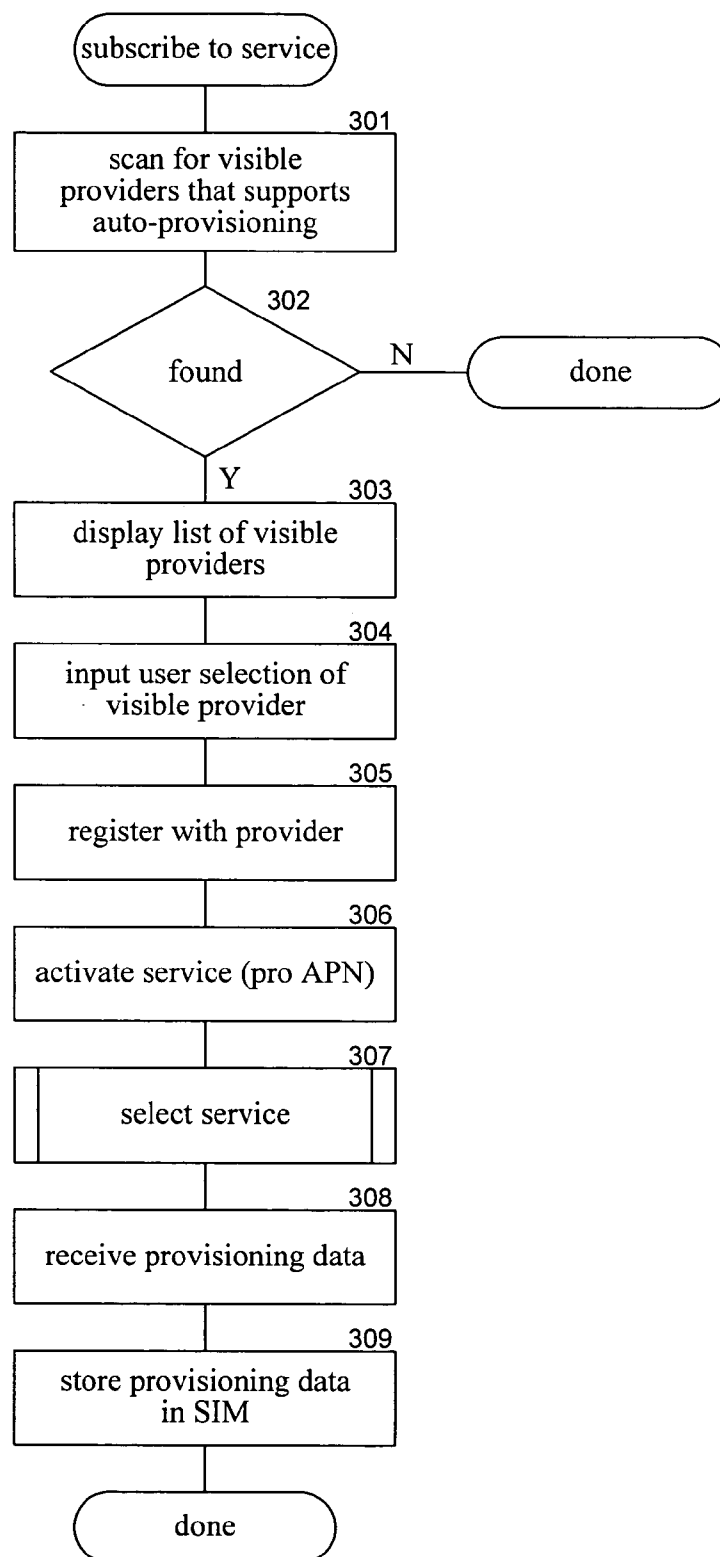 subscribe to service
301
scan for visible
providers that supports
auto-provisioning
302
found
N
done
Y
303
display list of visible
providers
304
input user selection of
visible provider
305
register with provider
306
activate service (pro APN)
307
select service
308
receive provisioning data
309
store provisioning data
in SIM
done